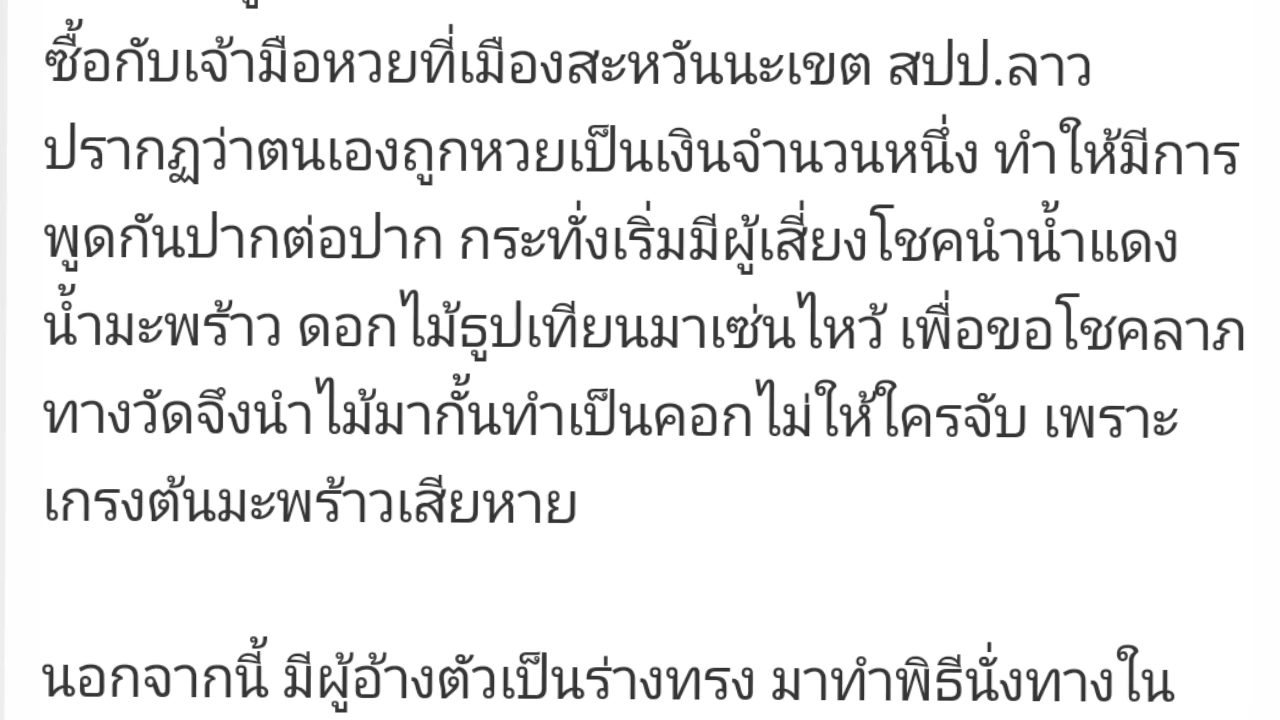 ซื้อกับเจ้ามือหวยที่เมืองสะหวันนะเขต สปป.ลาว
ปรากฏว่าตนเองถูกหวยเป็นเงินจำนวนหนึ่ง ทำให้มีการ
พูดกันปากต่อปาก กระทั่งเริ่มมีผู้เสี่ยงโชคนำน้ำแดง
น้ำมะพร้าว ดอกไม้ธูปเทียนมาเซ่นไหว้ เพื่อขอโชคลาภ
ทางวัดจึงนำไม้มากั้นทำเป็นคอกไม่ให้ใครจับ เพราะ
เกรงต้นมะพร้าวเสียหาย
นอกจากนี้ มีผู้อ้างตัวเป็นร่างทรง มาทำพิธีนั่งทางใน